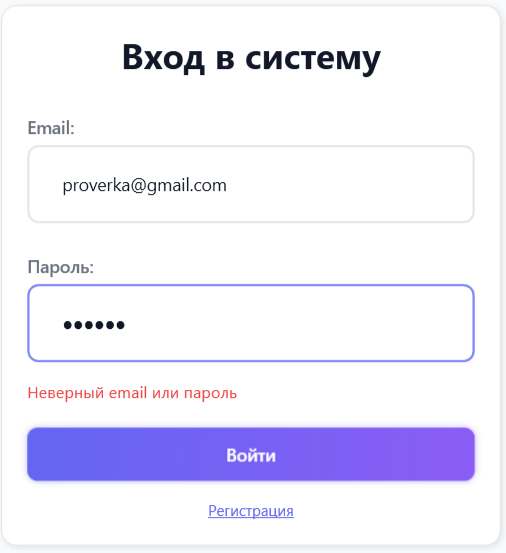 Вход в систему
Email:
proverka@gmail.com
Пароль:
••••••
Неверный email или пароль
Войти
Регистрация